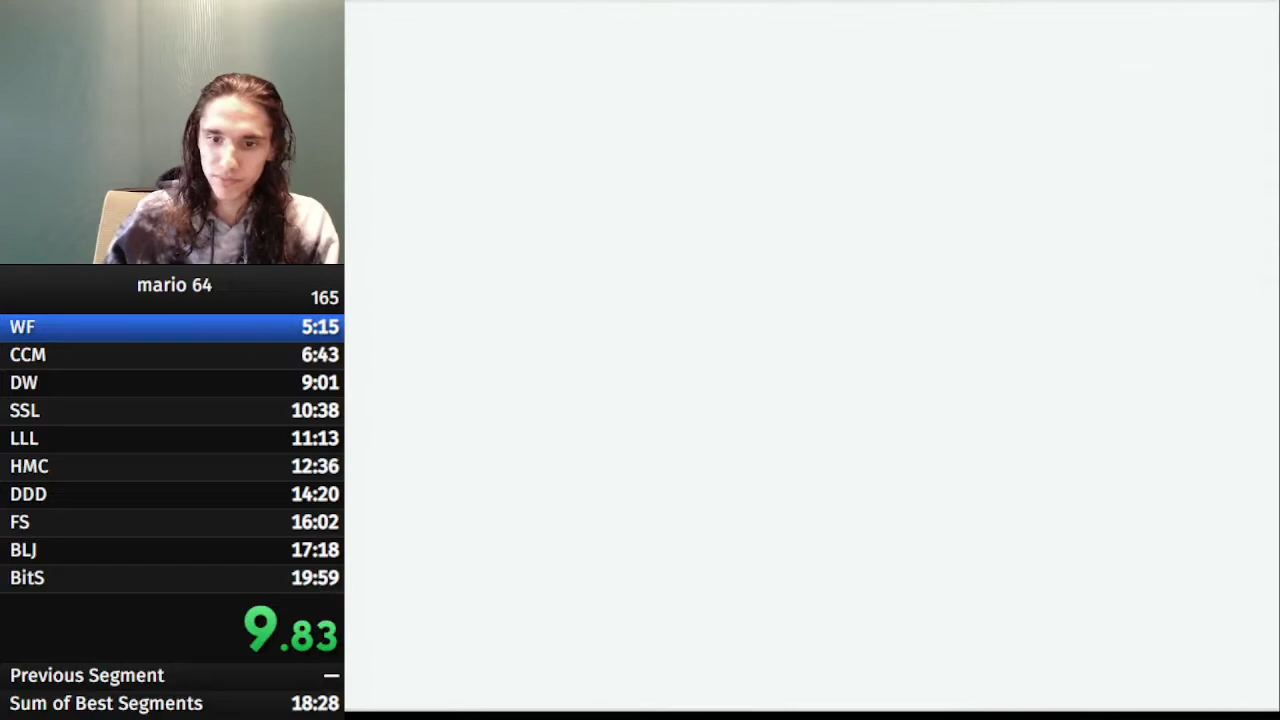 mario 64
165
WF 5:15
CCM 6:43
DW 9:01
SSL 10:38
LLL 11:13
HMC 12:36
DDD 14:20
FS 16:02
BLJ 17:18
BitS 19:59
9.83
Previous Segment —
Sum of Best Segments 18:28